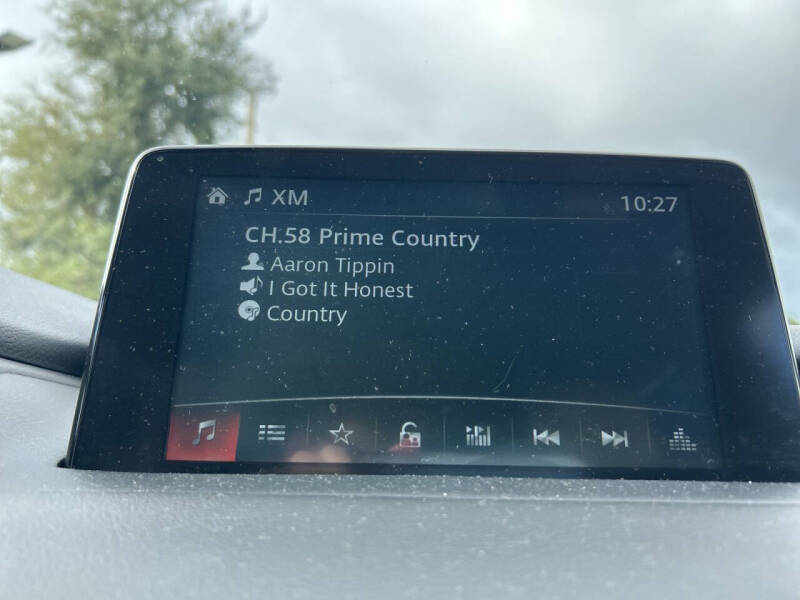 XM 10:27
CH.58 Prime Country
Aaron Tippin
I Got It Honest
Country